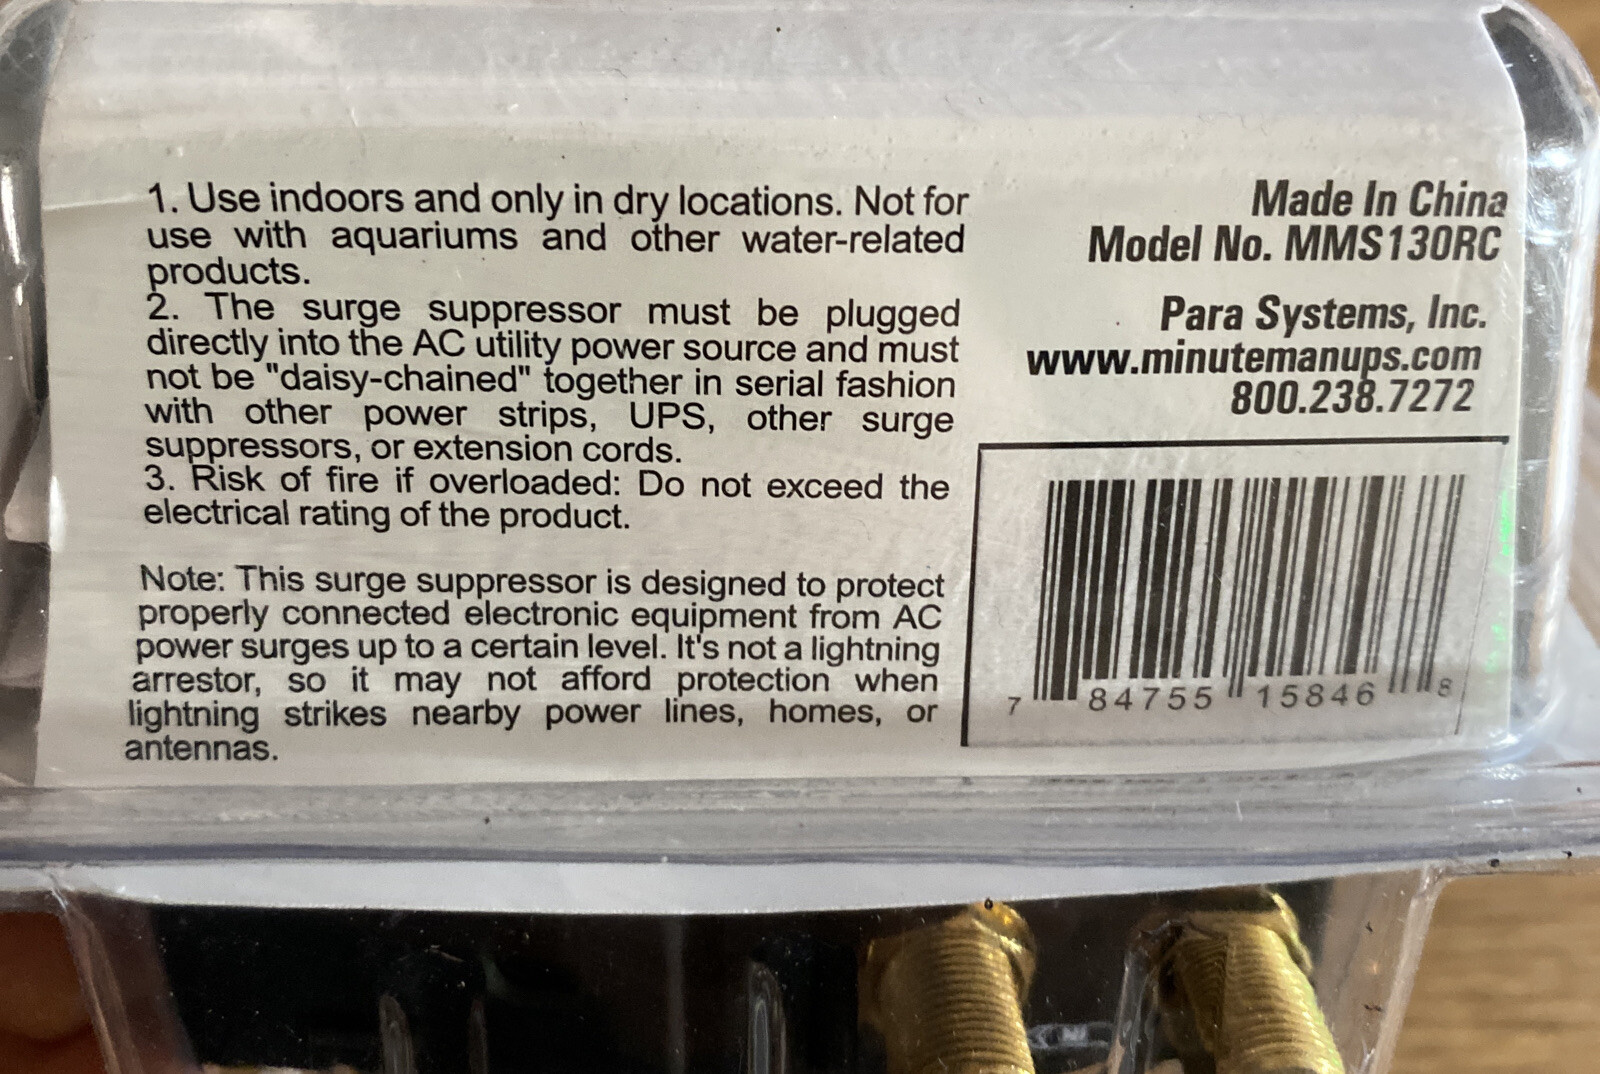 1. Use indoors and only in dry locations. Not for
use with aquariums and other water-related
products.
2. The surge suppressor must be plugged
directly into the AC utility power source and must
not be "daisy-chained" together in serial fashion
with other power strips, UPS, other surge
suppressors, or extension cords.
3. Risk of fire if overloaded: Do not exceed the
electrical rating of the product.
Note: This surge suppressor is designed to protect
properly connected electronic equipment from AC
power surges up to a certain level. It's not a lightning
arrestor, so it may not afford protection when
lightning strikes nearby power lines, homes, or
antennas.
Made In China
Model No. MMS130RC
Para Systems, Inc.
www.minutemanups.com
800.238.7272
7 84755 15846 8